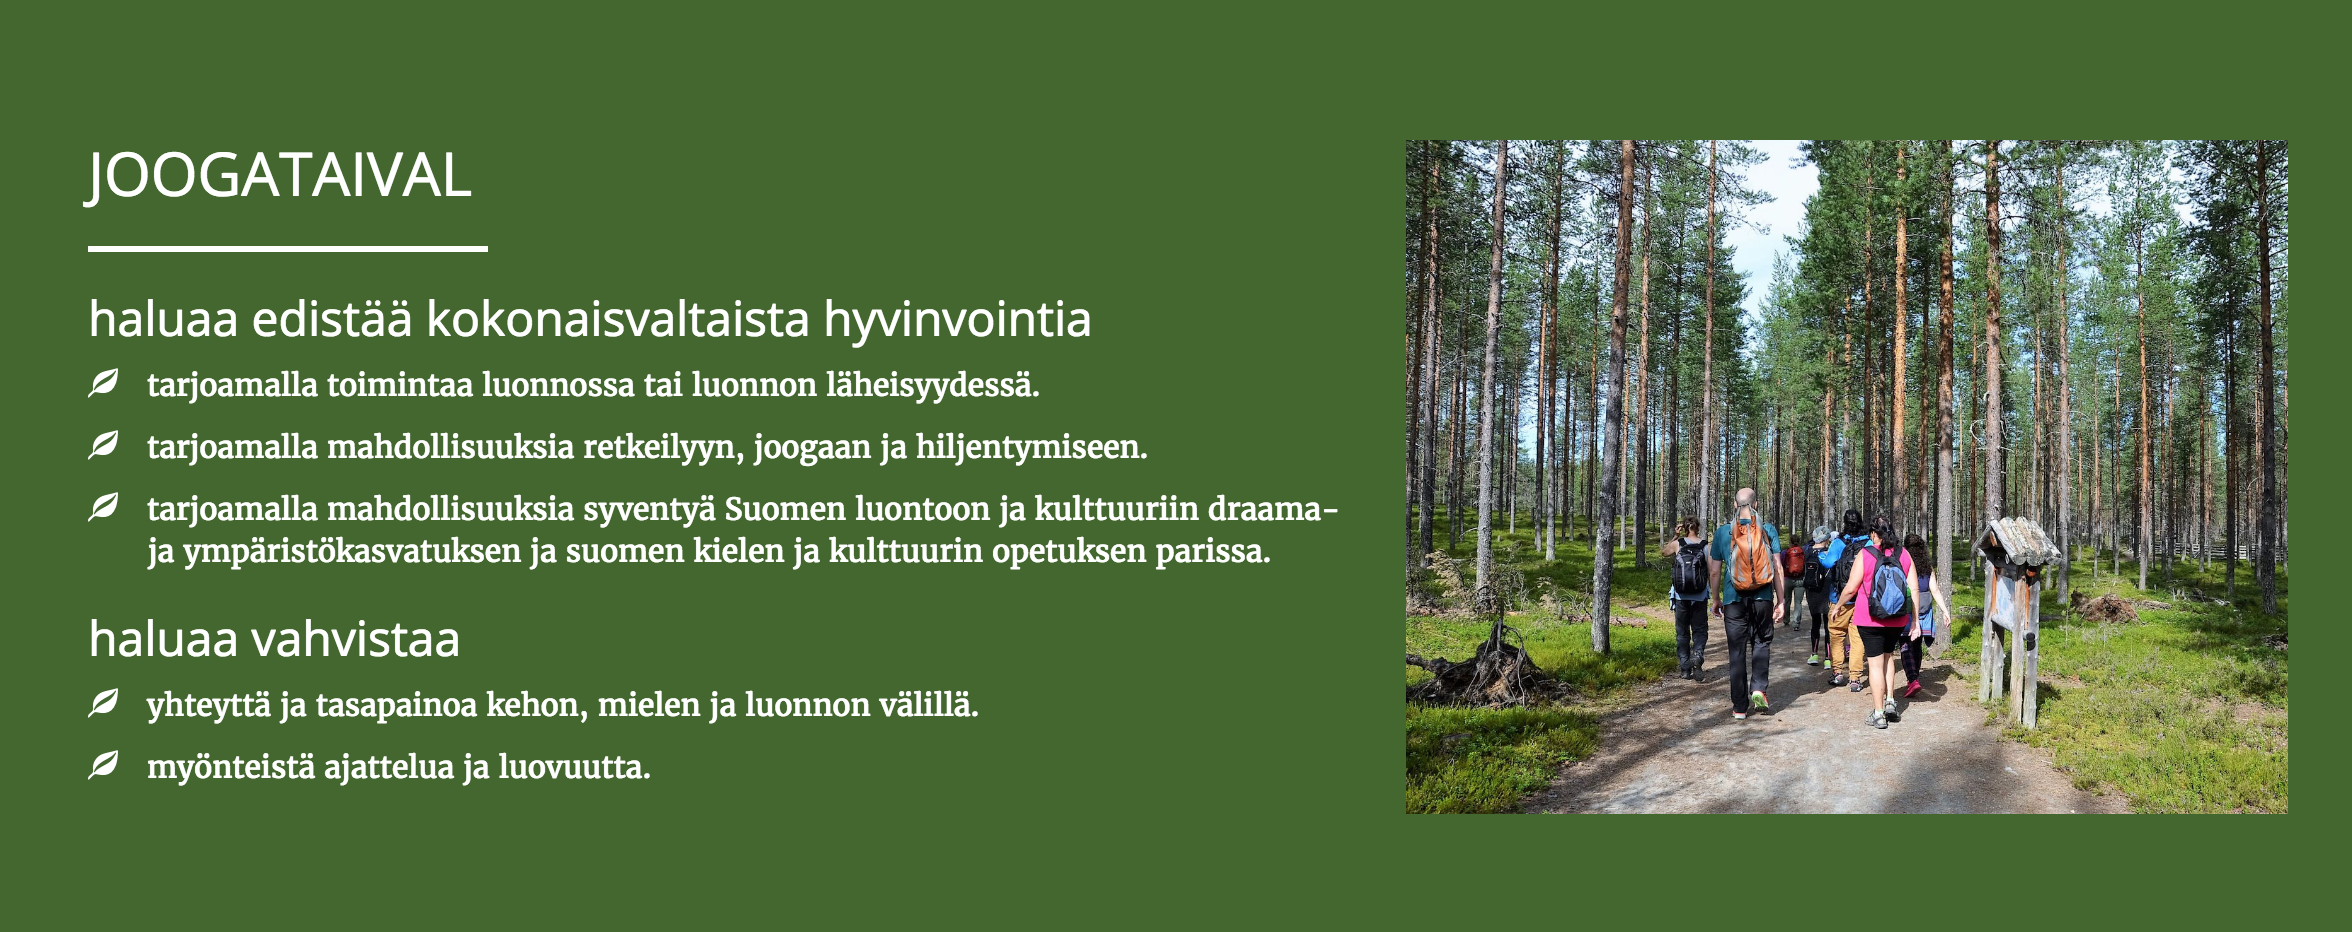 JOOGATAIVAL
haluaa edistää kokonaisvaltaista hyvinvointia
tarjoamalla toimintaa luonnossa tai luonnon läheisyydessä.
tarjoamalla mahdollisuuksia retkeilyyn, joogaan ja hiljentymiseen.
tarjoamalla mahdollisuuksia syventyä Suomen luontoon ja kulttuuriin draama-
ja ympäristökasvatuksen ja suomen kielen ja kulttuurin opetuksen parissa.
haluaa vahvistaa
yhteyttä ja tasapainoa kehon, mielen ja luonnon välillä.
myönteistä ajattelua ja luovuutta.